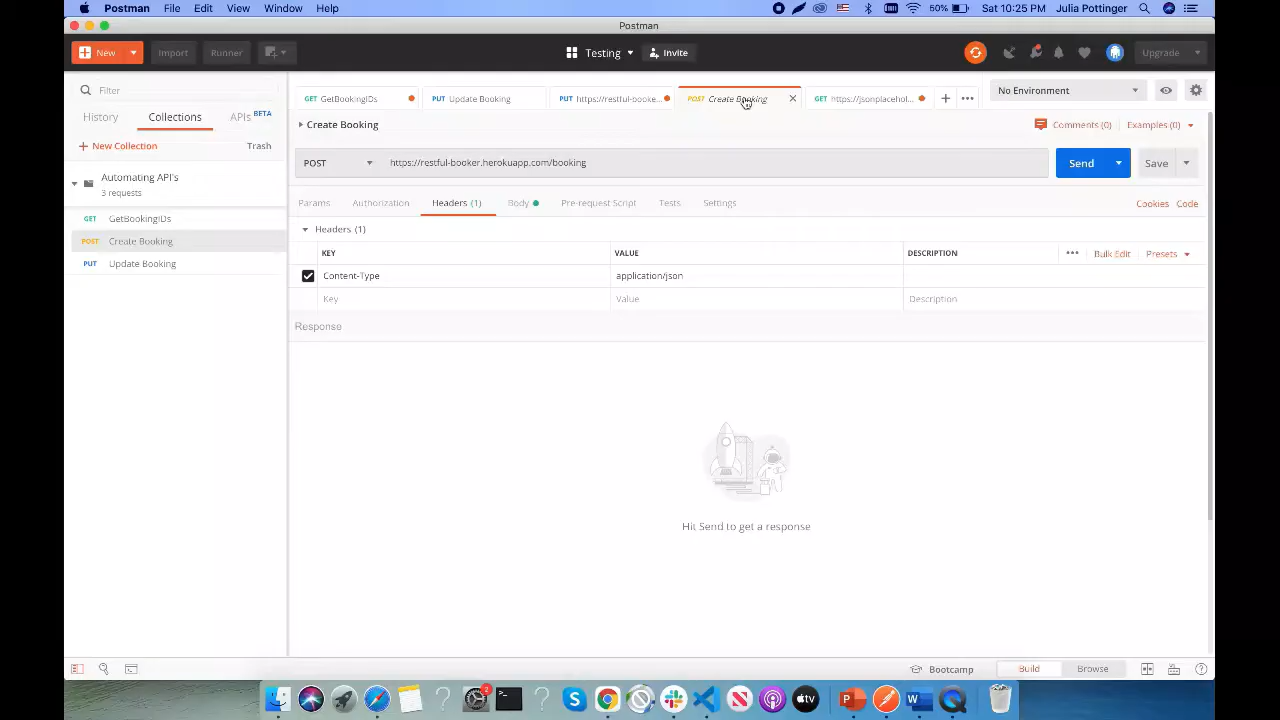 Postman File Edit View Window Help 60% Sat 10:25 PM Julia Pottinger
Postman
New Import Runner Testing Invite Upgrade
Filter
History Collections APIs BETA
New Collection Trash
Automating API's
3 requests
GET GetBookingIDs
POST Create Booking
PUT Update Booking
GET GetBookingIDs PUT Update Booking PUT https://restful-booke... POST Create Booking GET https://jsonplacehol... No Environment
Create Booking Comments (0) Examples (0)
POST https://restful-booker.herokuapp.com/booking Send Save
Params Authorization Headers (1) Body Pre-request Script Tests Settings Cookies Code
Headers (1)
KEY VALUE DESCRIPTION Bulk Edit Presets
Content-Type application/json
Key Value Description
Response
Hit Send to get a response
Bootcamp Build Browse
2